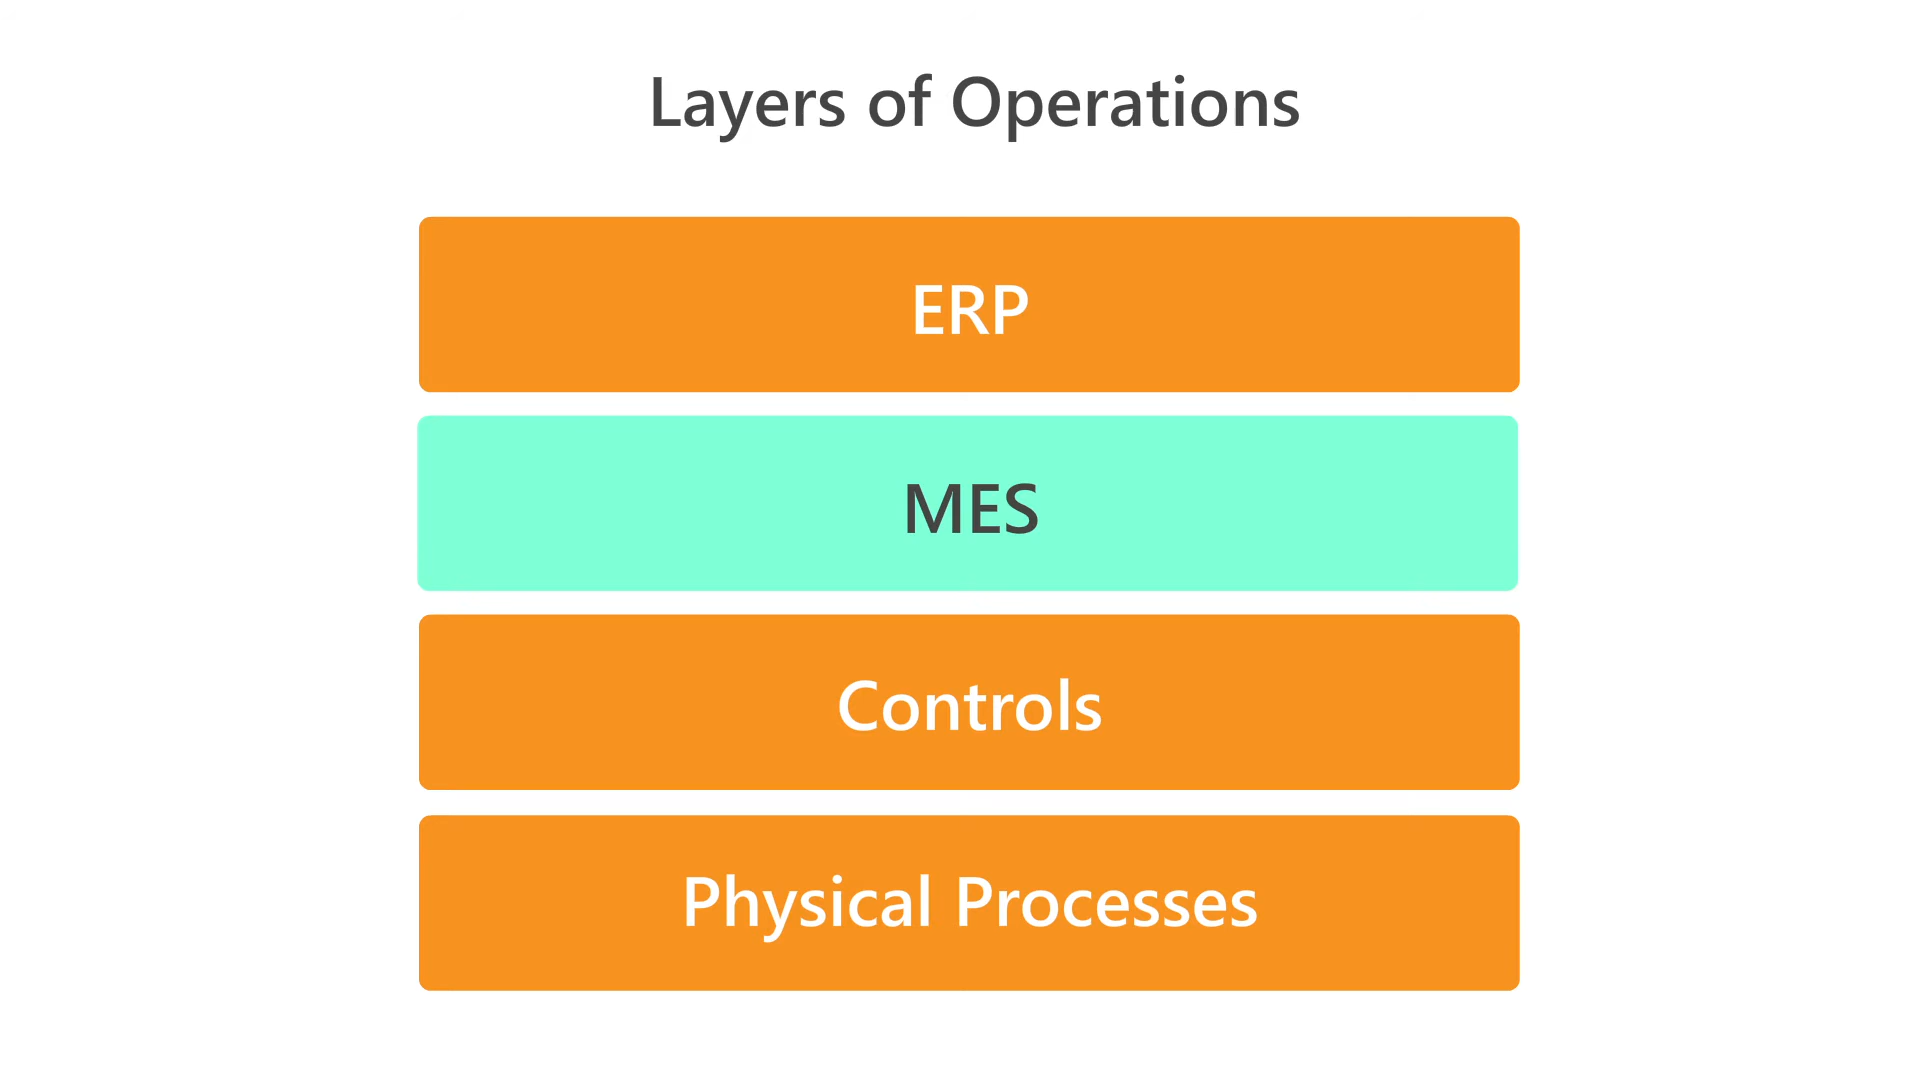 Layers of Operations
ERP
MES
Controls
Physical Processes